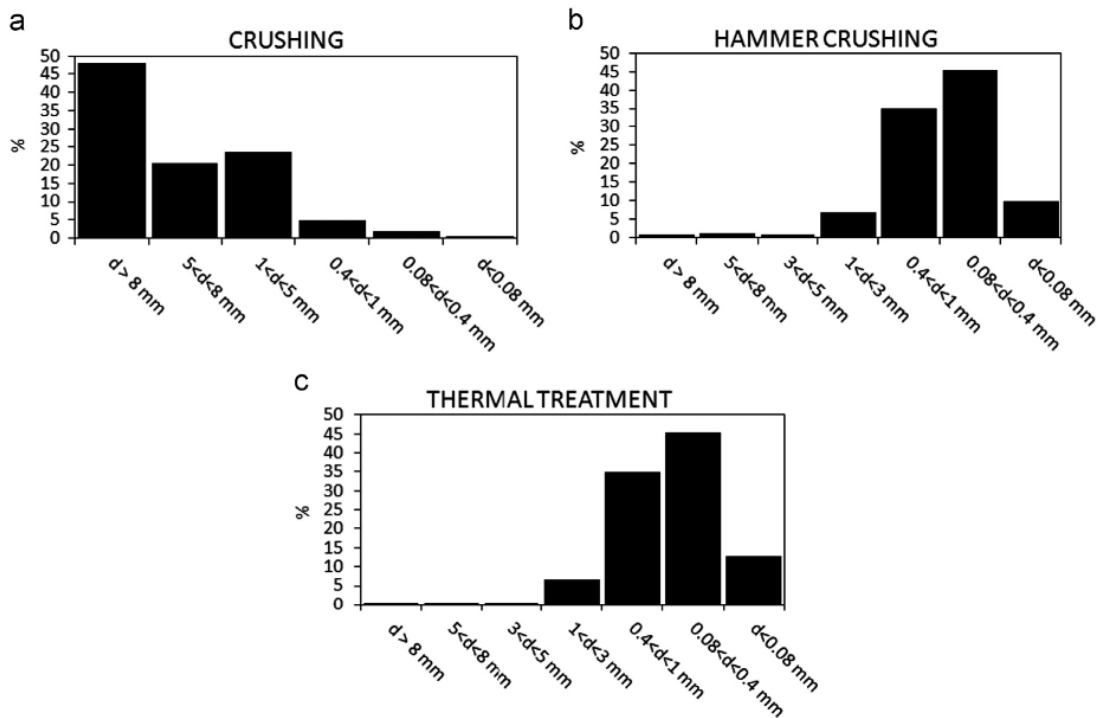 a
CRUSHING
50
45
40
35
30
25
20
15
10
5
0
%
d > 8 mm
5<d<8 mm
1<d<5 mm
0.4<d<1 mm
0.08<d<0.4 mm
d<0.08 mm
b
HAMMER CRUSHING
50
45
40
35
30
25
20
15
10
5
0
%
d > 8 mm
5<d<8 mm
3<d<5 mm
1<d<3 mm
0.4<d<1 mm
0.08<d<0.4 mm
d<0.08 mm
c
THERMAL TREATMENT
50
45
40
35
30
25
20
15
10
5
0
%
d > 8 mm
5<d<8 mm
3<d<5 mm
1<d<3 mm
0.4<d<1 mm
0.08<d<0.4 mm
d<0.08 mm